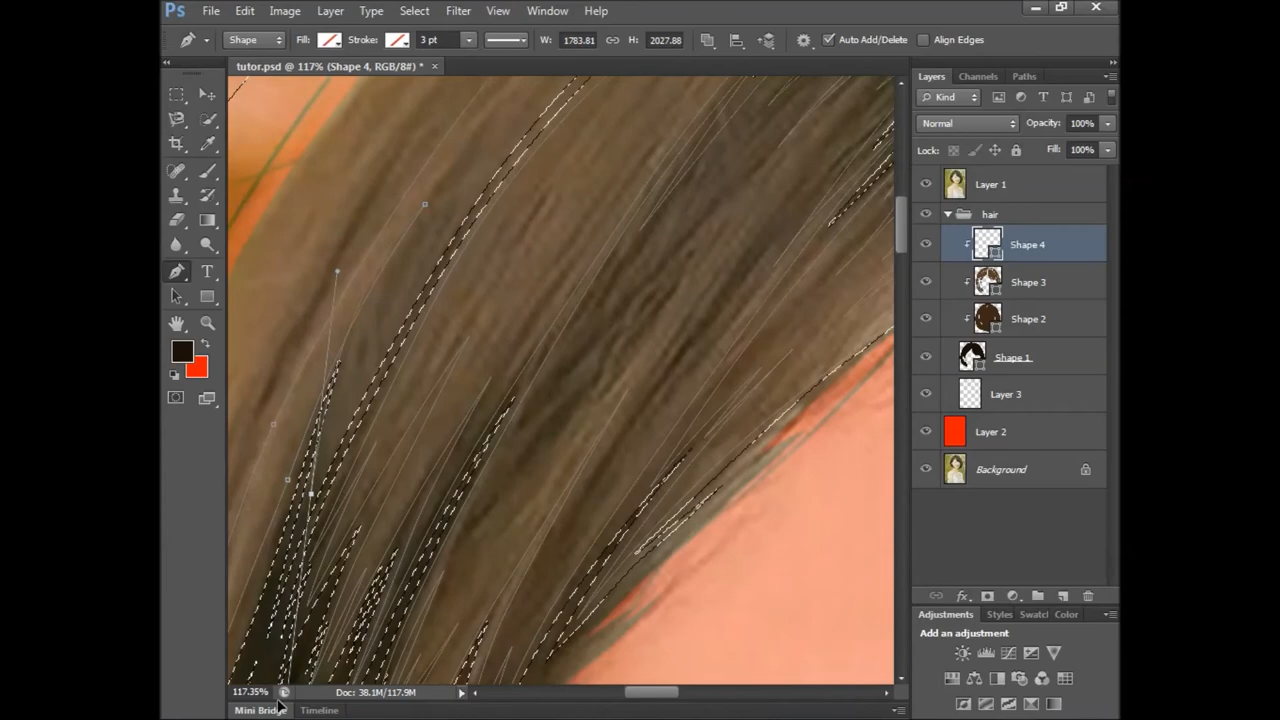 Ps File Edit Image Layer Type Select Filter View Window Help
Shape Fill: Stroke: 3 pt W: 1783.81 H: 2027.88 Auto Add/Delete Align Edges
tutor.psd @ 117% (Shape 4, RGB/8#) * ×
Layers Channels Paths
Kind
Normal Opacity: 100%
Lock: Fill: 100%
Layer 1
hair
Shape 4
Shape 3
Shape 2
Shape 1
Layer 3
Layer 2
Background
fx
Adjustments Styles Swatcl Color
Add an adjustment
117.35% Doc: 38.1M/117.9M
Mini Bridge Timeline